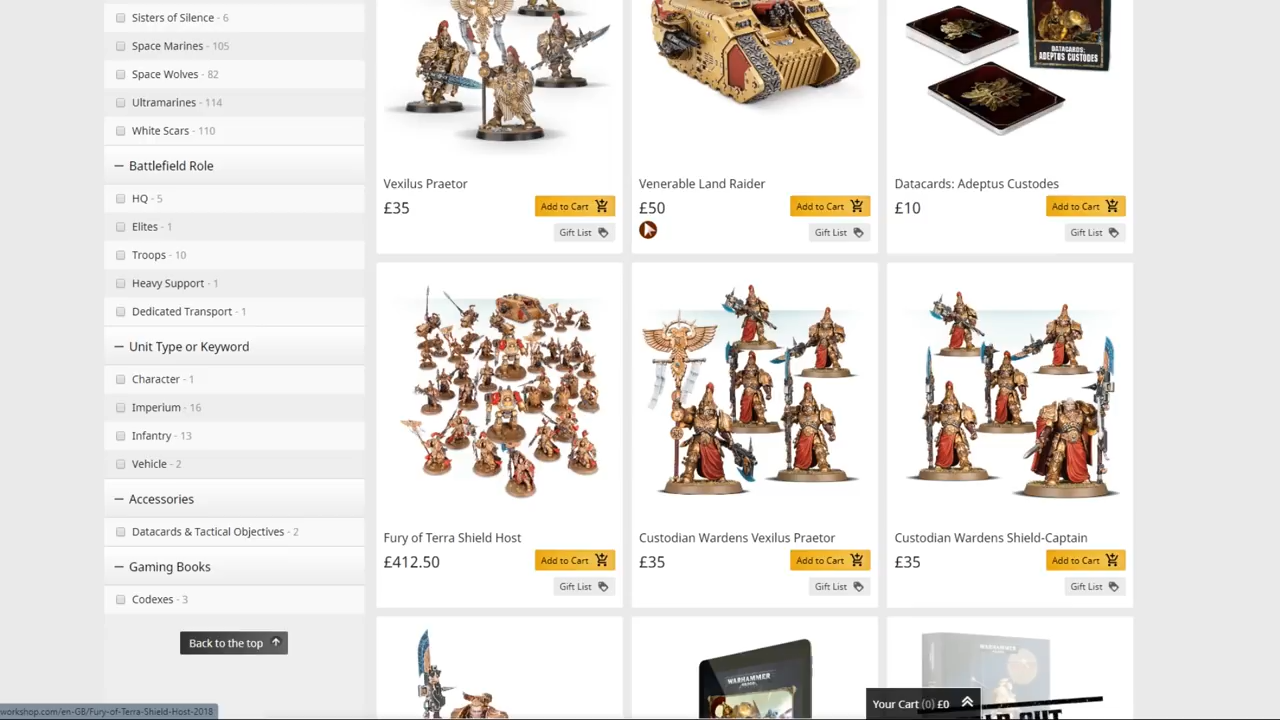 Sisters of Silence - 6
Space Marines - 105
Space Wolves - 82
Ultramarines - 114
White Scars - 110
Battlefield Role
HQ - 5
Elites - 1
Troops - 10
Heavy Support - 1
Dedicated Transport - 1
Unit Type or Keyword
Character - 1
Imperium - 16
Infantry - 13
Vehicle - 2
Accessories
Datacards & Tactical Objectives - 2
Gaming Books
Codexes - 3
Back to the top
DATACARDS:
ADEPTUS CUSTODES
Vexilus Praetor
£35
Add to Cart
Gift List
Venerable Land Raider
£50
Add to Cart
Gift List
Datacards: Adeptus Custodes
£10
Add to Cart
Gift List
Fury of Terra Shield Host
£412.50
Add to Cart
Gift List
Custodian Wardens Vexilus Praetor
£35
Add to Cart
Gift List
Custodian Wardens Shield-Captain
£35
Add to Cart
Gift List
WARHAMMER
WARHAMMER
Your Cart (0) £0
workshop.com/en-GB/Fury-of-Terra-Shield-Host-2018